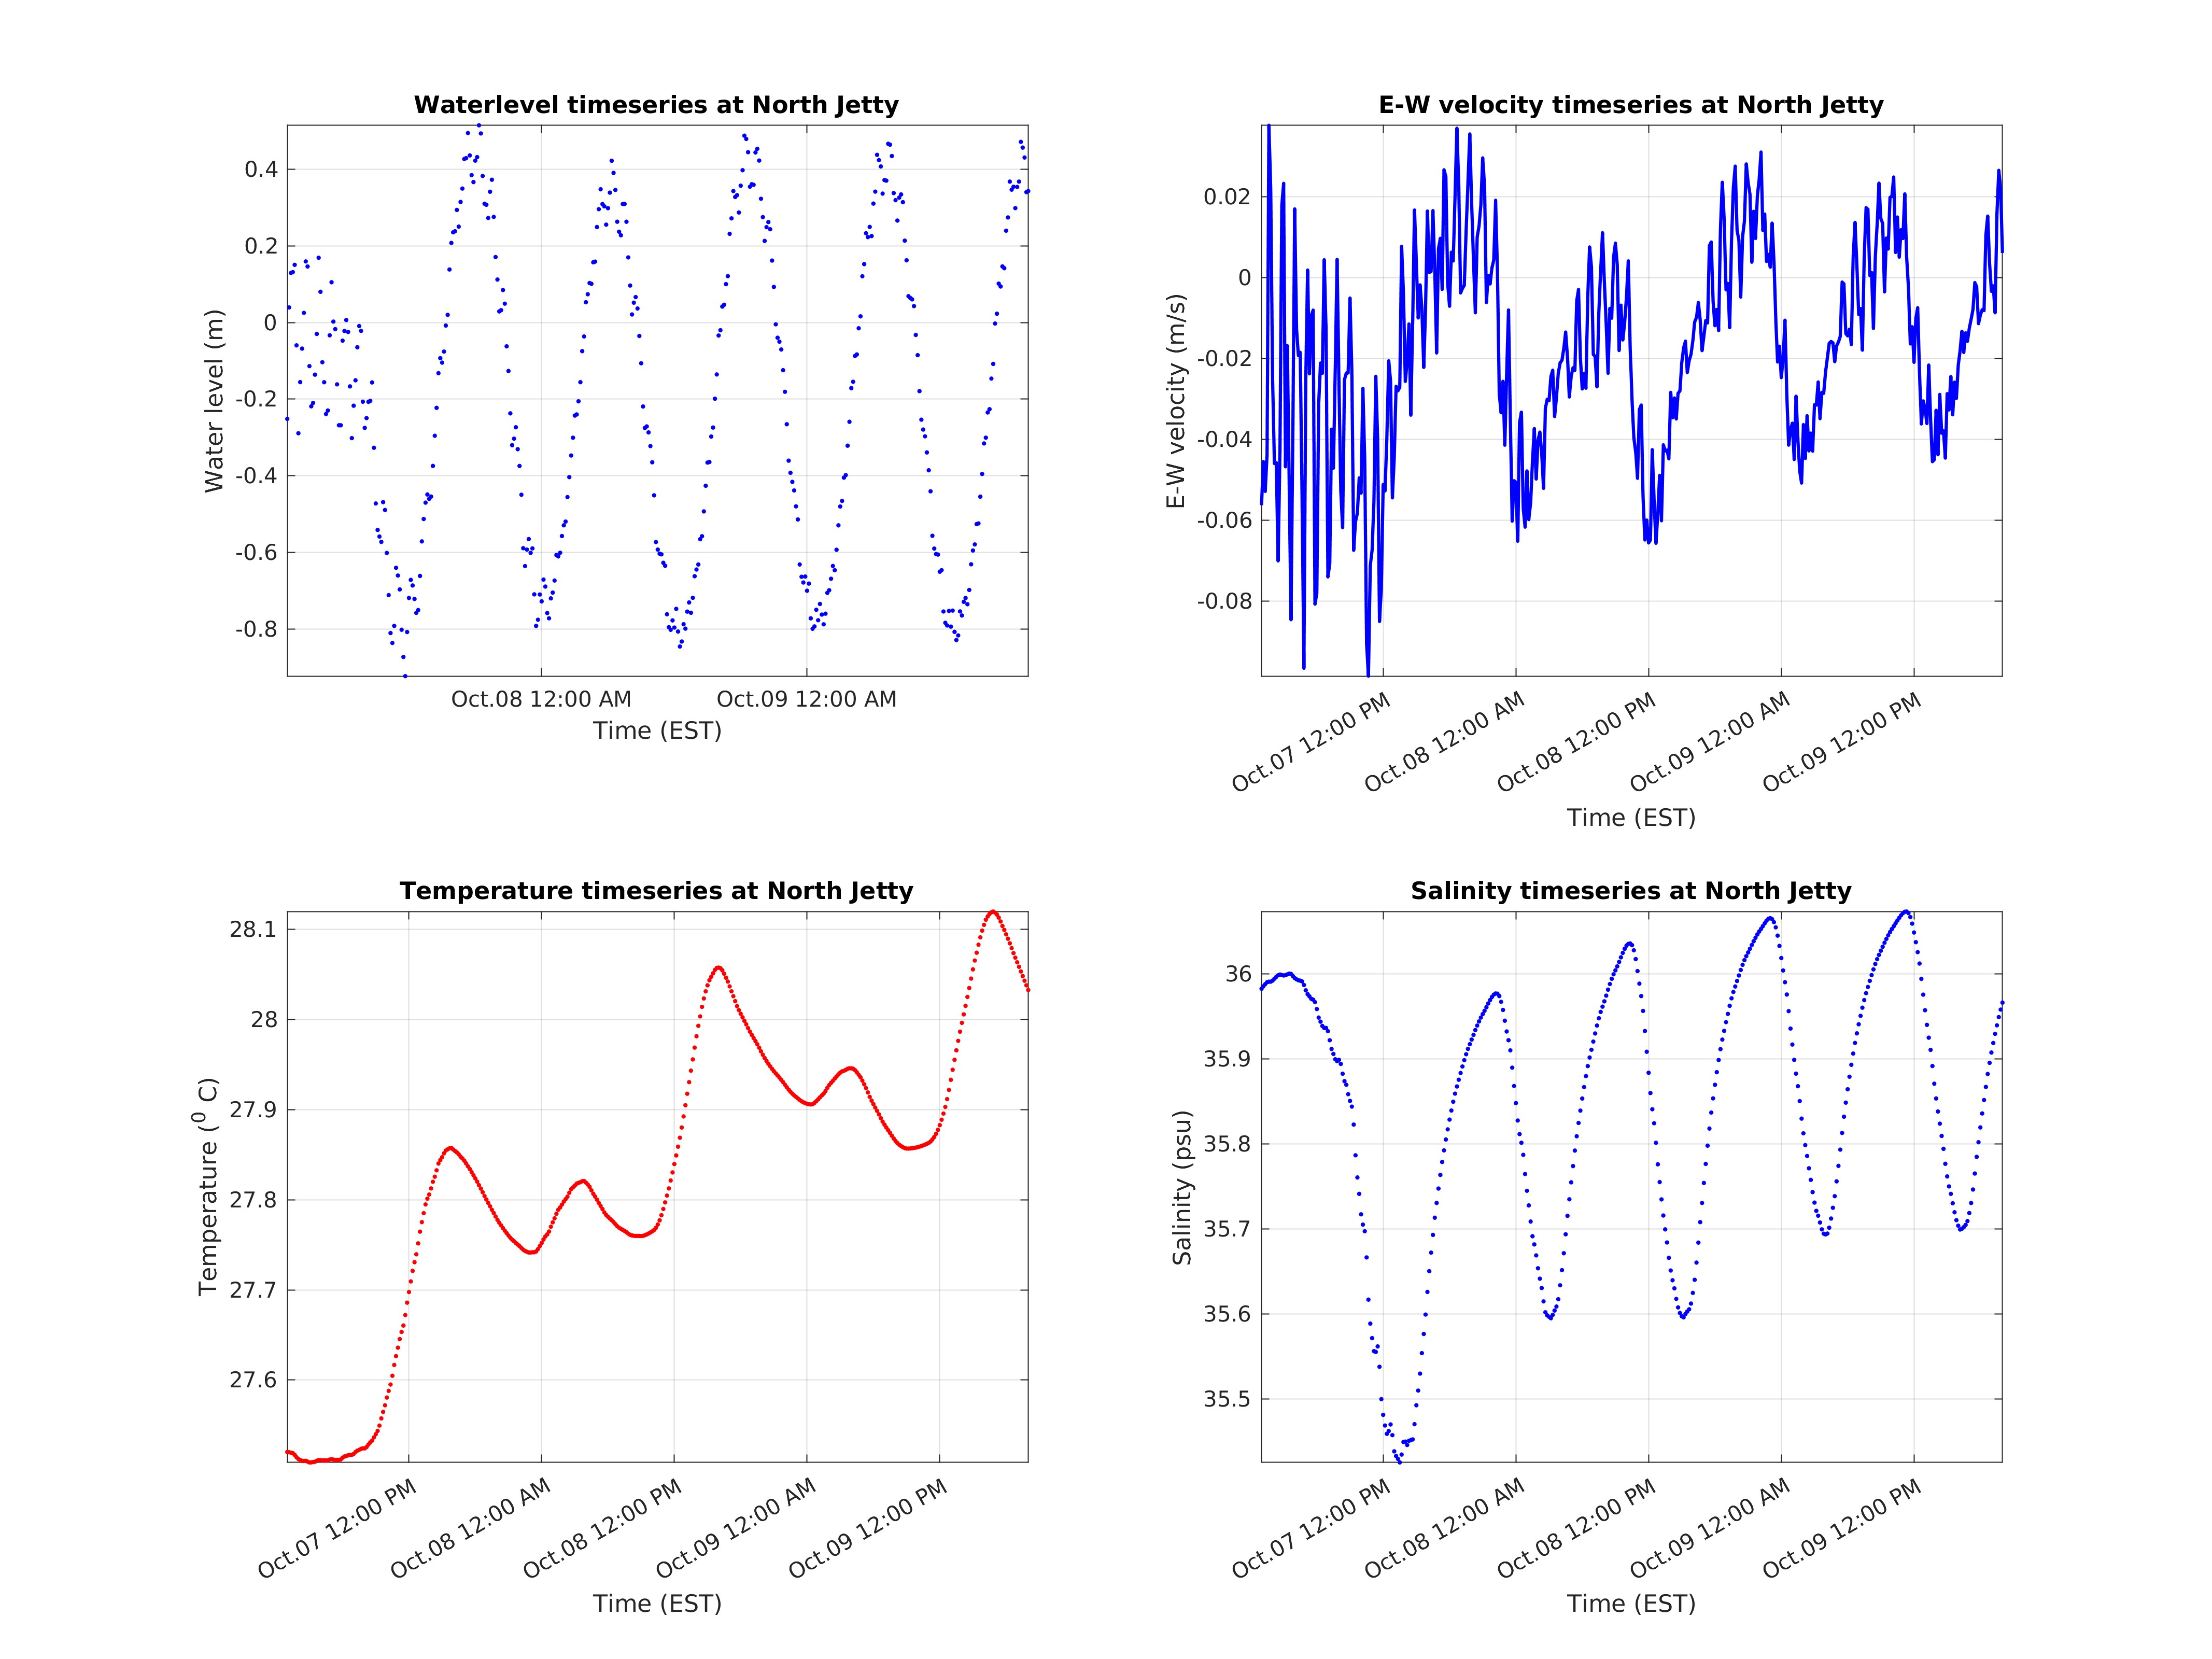 Waterlevel timeseries at North Jetty
0.4
0.2
0
-0.2
-0.4
-0.6
-0.8
Water level (m)
Oct.08 12:00 AM
Oct.09 12:00 AM
Time (EST)
E-W velocity timeseries at North Jetty
0.02
0
-0.02
-0.04
-0.06
-0.08
E-W velocity (m/s)
Oct.07 12:00 PM
Oct.08 12:00 AM
Oct.08 12:00 PM
Oct.09 12:00 AM
Oct.09 12:00 PM
Time (EST)
Temperature timeseries at North Jetty
28.1
28
27.9
27.8
27.7
27.6
Temperature (⁰ C)
Oct.07 12:00 PM
Oct.08 12:00 AM
Oct.08 12:00 PM
Oct.09 12:00 AM
Oct.09 12:00 PM
Time (EST)
Salinity timeseries at North Jetty
36
35.9
35.8
35.7
35.6
35.5
Salinity (psu)
Oct.07 12:00 PM
Oct.08 12:00 AM
Oct.08 12:00 PM
Oct.09 12:00 AM
Oct.09 12:00 PM
Time (EST)